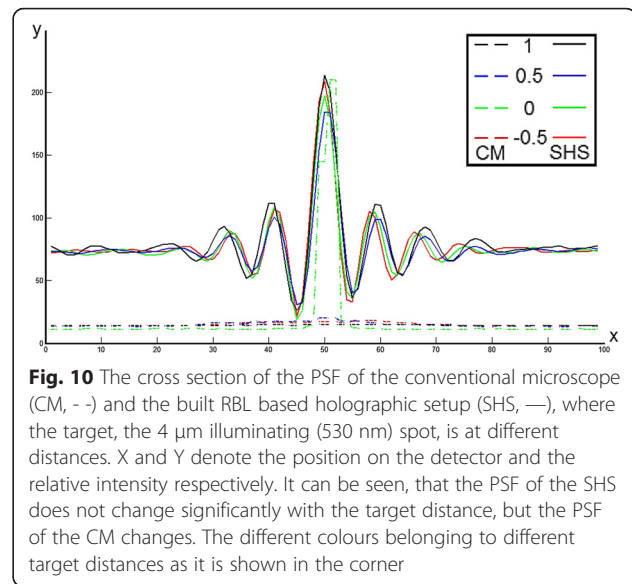 y
200
150
100
50
0
0 10 20 30 40 50 60 70 80 90 100
x
1
0.5
0
-0.5
CM SHS
Fig. 10 The cross section of the PSF of the conventional microscope
(CM, - -) and the built RBL based holographic setup (SHS, —), where
the target, the 4 μm illuminating (530 nm) spot, is at different
distances. X and Y denote the position on the detector and the
relative intensity respectively. It can be seen, that the PSF of the SHS
does not change significantly with the target distance, but the PSF
of the CM changes. The different colours belonging to different
target distances as it is shown in the corner